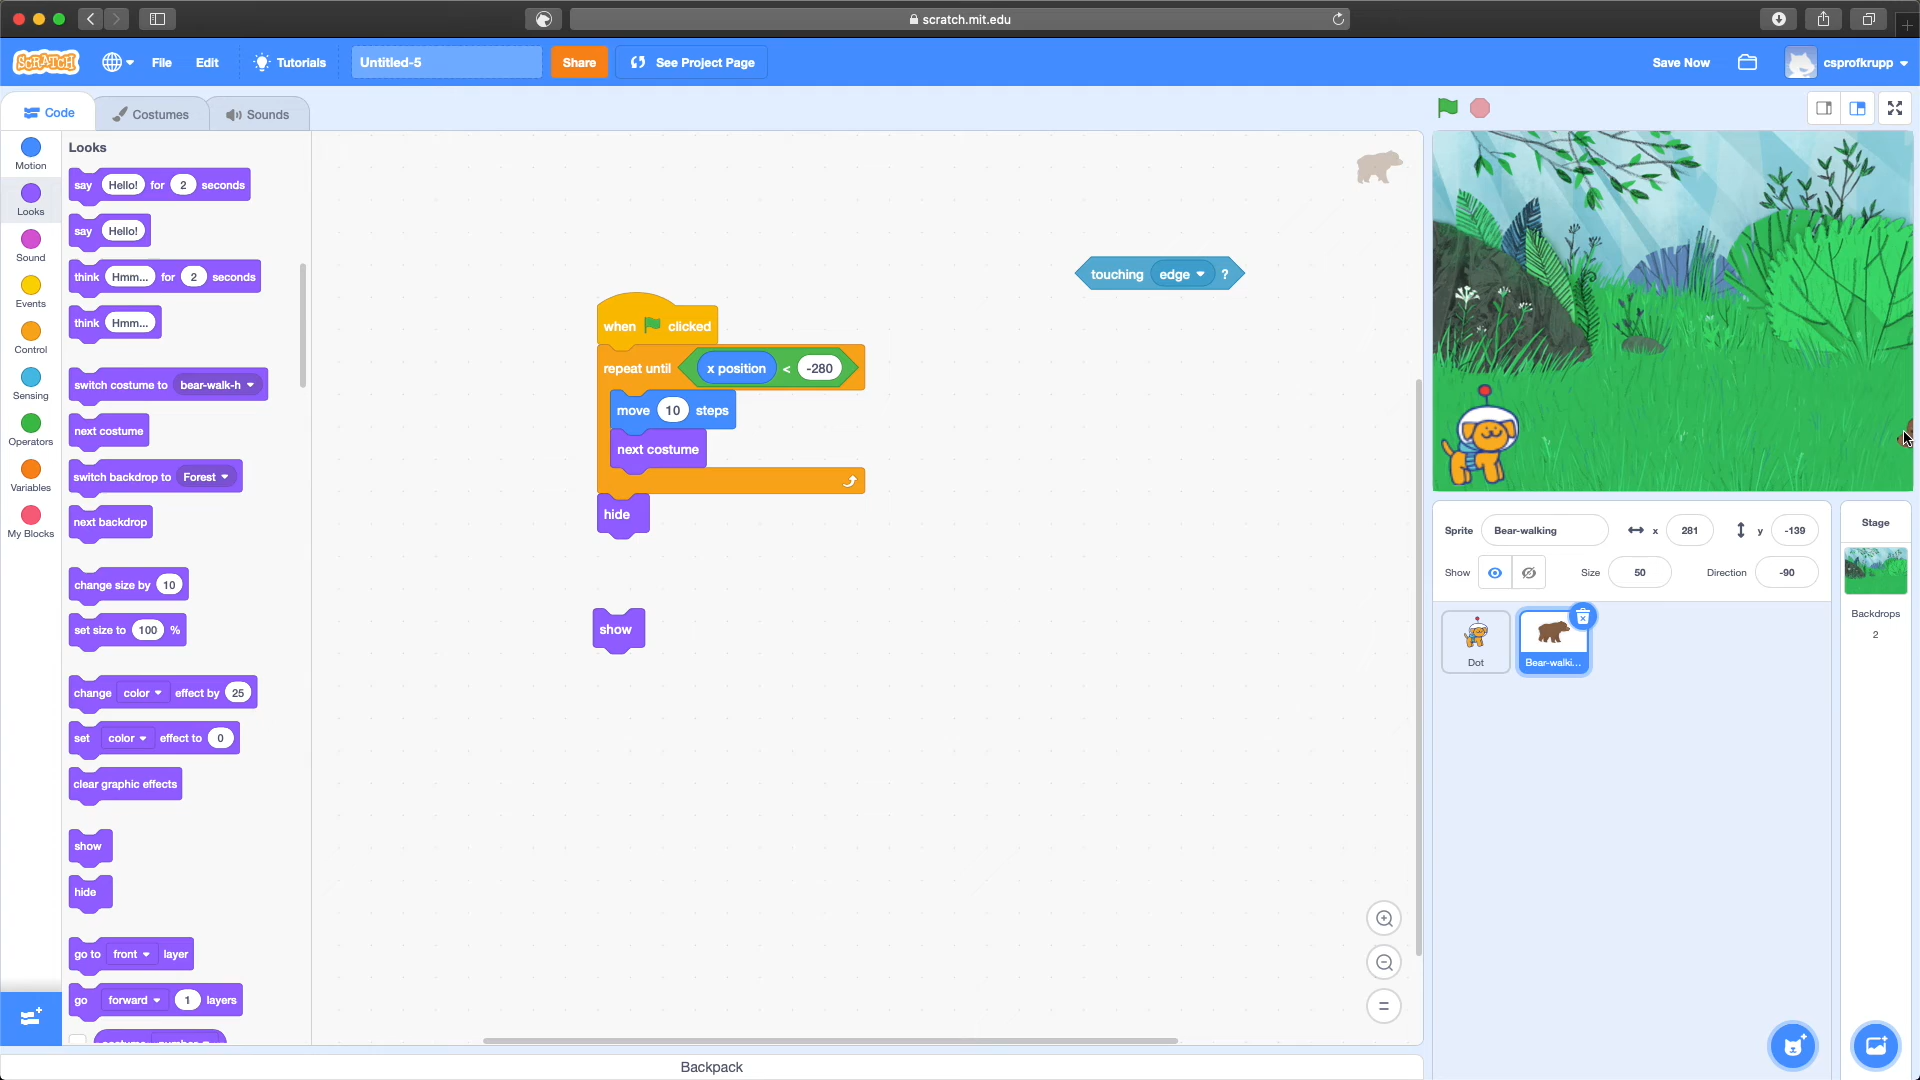 scratch.mit.edu
SCRATCH
File
Edit
Tutorials
Untitled-5
Share
See Project Page
Save Now
csprofkrupp
Code
Costumes
Sounds
Motion
Looks
Sound
Events
Control
Sensing
Operators
Variables
My Blocks
Looks
say Hello! for 2 seconds
say Hello!
think Hmm... for 2 seconds
think Hmm...
switch costume to bear-walk-h
next costume
switch backdrop to Forest
next backdrop
change size by 10
set size to 100 %
change color effect by 25
set color effect to 0
clear graphic effects
show
hide
go to front layer
go forward 1 layers
when clicked
repeat until x position < -280
move 10 steps
next costume
hide
show
touching edge ?
=
Backpack
Sprite Bear-walking x 281 y -139
Show Size 50 Direction -90
Dot
Bear-walki...
Stage
Backdrops
2